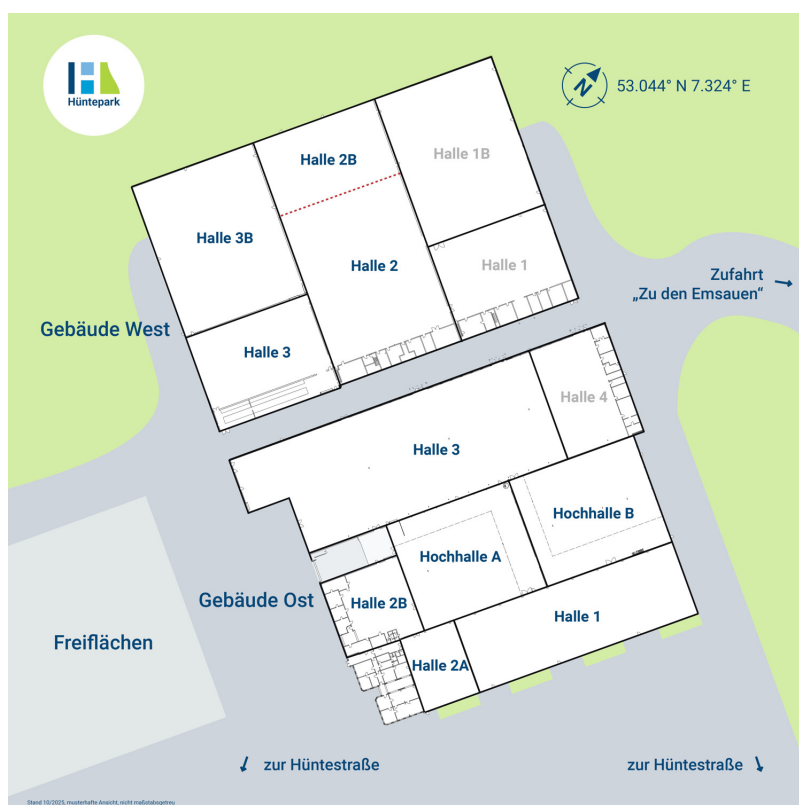 Hüntepark
N
53.044° N 7.324° E
Halle 1B
Halle 2B
Halle 3B
Halle 2
Halle 1
Zufahrt
„Zu den Emsauen“
Gebäude West
Halle 3
Halle 4
Halle 3
Hochhalle B
Hochhalle A
Gebäude Ost
Halle 2B
Halle 1
Freiflächen
Halle 2A
zur Hüntestraße
zur Hüntestraße
Stand 10/2025, musterhafte Ansicht, nicht maßstabsgetreu